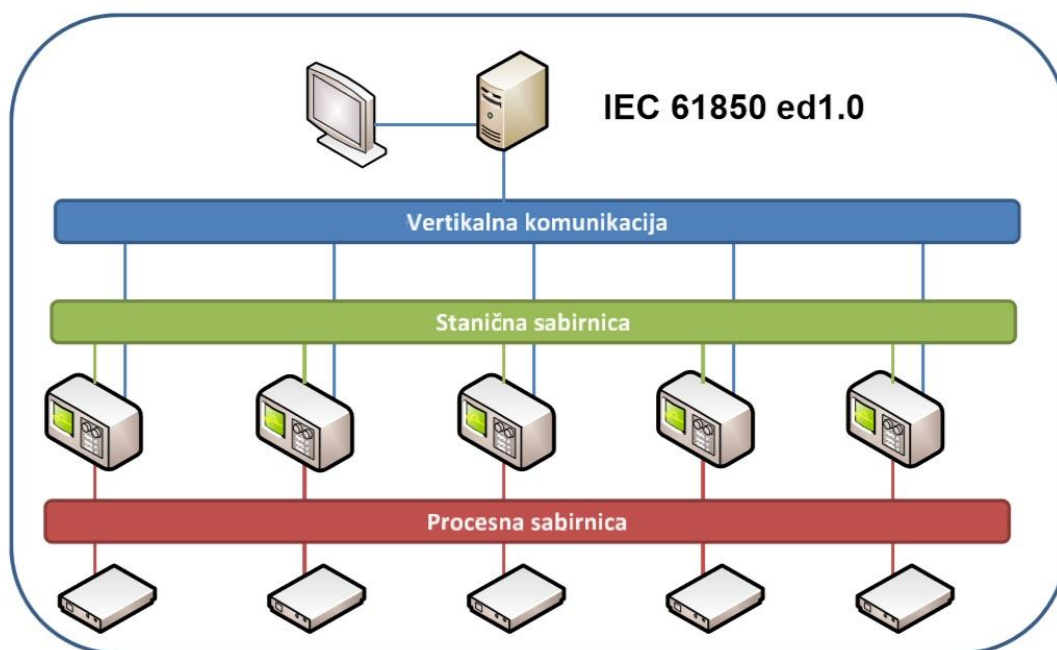 IEC 61850 ed1.0
Vertikalna komunikacija
Stanična sabirnica
Procesna sabirnica